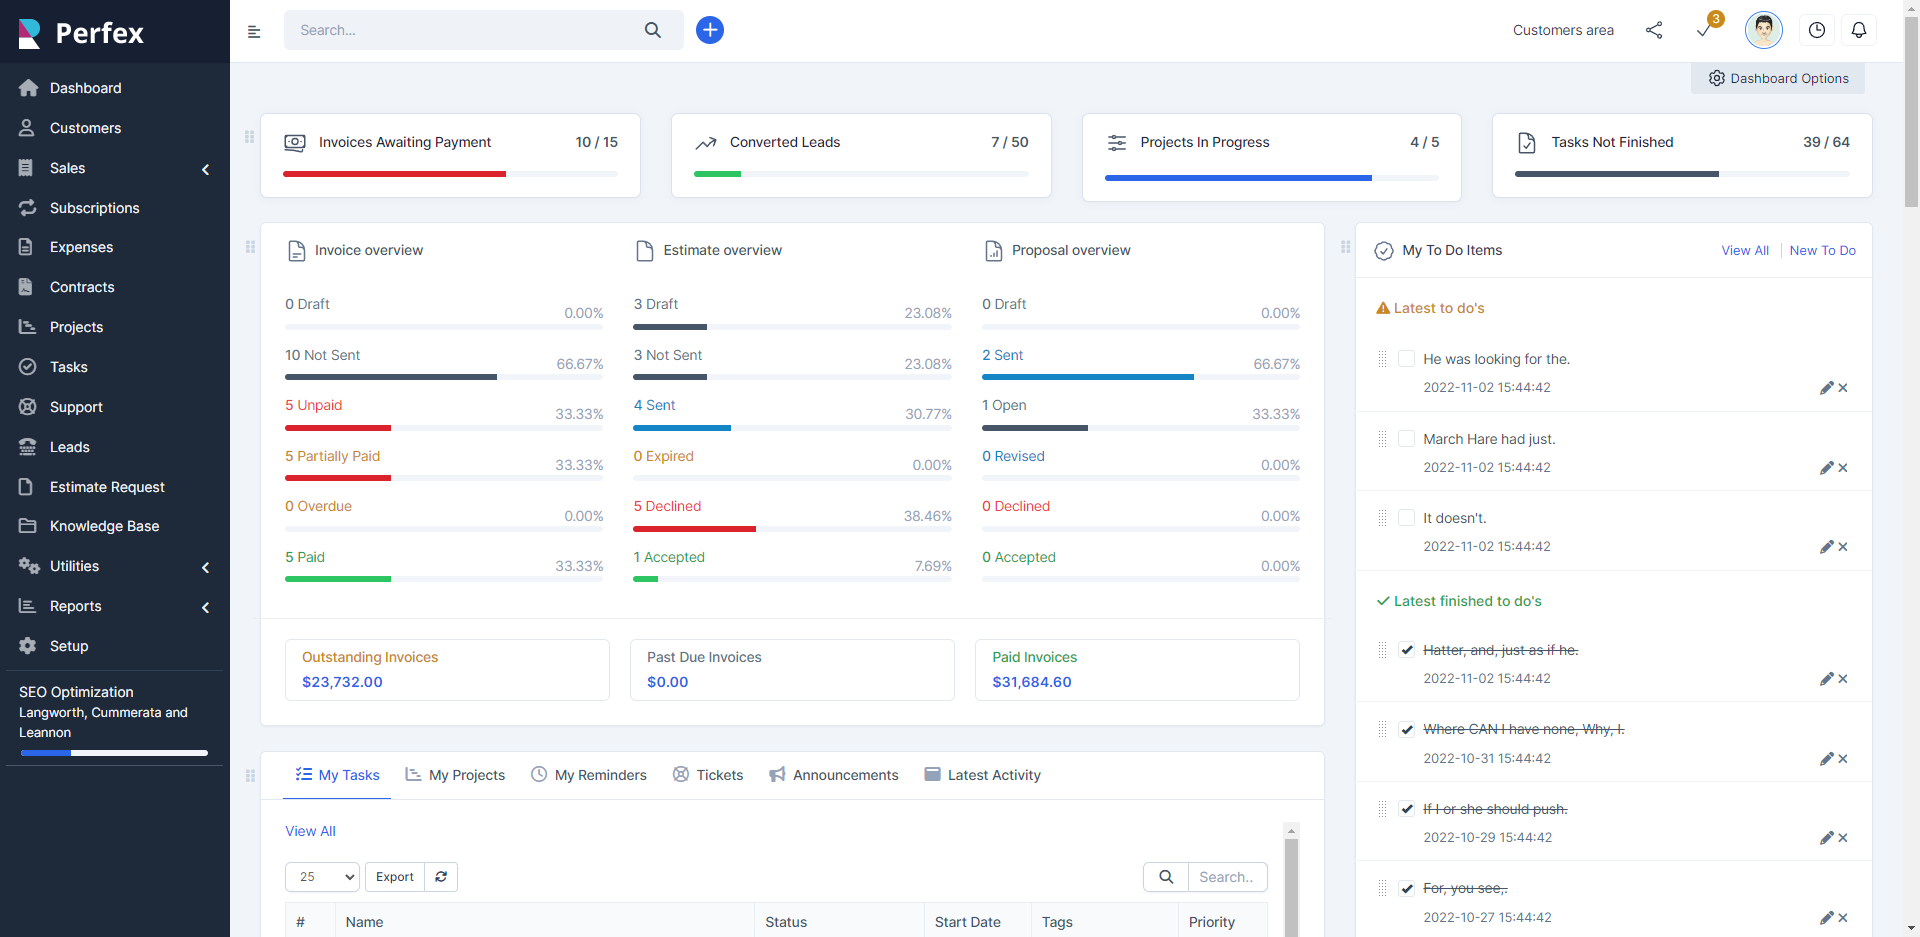 Perfex
Search...
Customers area
3
Dashboard Options
Dashboard
Customers
Sales
Subscriptions
Expenses
Contracts
Projects
Tasks
Support
Leads
Estimate Request
Knowledge Base
Utilities
Reports
Setup
SEO Optimization
Langworth, Cummerata and
Leannon
Invoices Awaiting Payment 10 / 15
Converted Leads 7 / 50
Projects In Progress 4 / 5
Tasks Not Finished 39 / 64
Invoice overview
0 Draft 0.00%
10 Not Sent 66.67%
5 Unpaid 33.33%
5 Partially Paid 33.33%
0 Overdue 0.00%
5 Paid 33.33%
Estimate overview
3 Draft 23.08%
3 Not Sent 23.08%
4 Sent 30.77%
0 Expired 0.00%
5 Declined 38.46%
1 Accepted 7.69%
Proposal overview
0 Draft 0.00%
2 Sent 66.67%
1 Open 33.33%
0 Revised 0.00%
0 Declined 0.00%
0 Accepted 0.00%
Outstanding Invoices
$23,732.00
Past Due Invoices
$0.00
Paid Invoices
$31,684.60
My Tasks My Projects My Reminders Tickets Announcements Latest Activity
View All
25 Export Search..
# Name Status Start Date Tags Priority
My To Do Items View All New To Do
Latest to do's
He was looking for the.
2022-11-02 15:44:42
March Hare had just.
2022-11-02 15:44:42
It doesn't.
2022-11-02 15:44:42
Latest finished to do's
Hatter, and, just as if he.
2022-11-02 15:44:42
Where CAN I have none, Why, I.
2022-10-31 15:44:42
If I or she should push.
2022-10-29 15:44:42
For, you see,.
2022-10-27 15:44:42